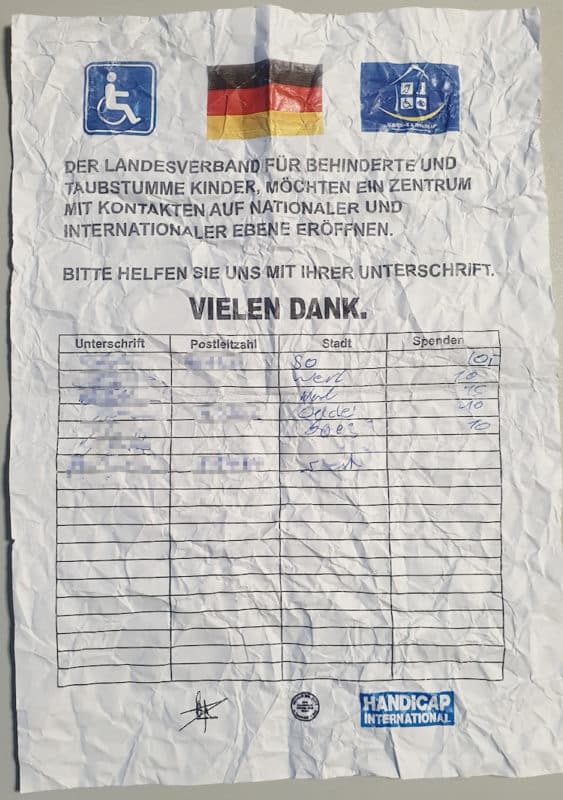 DER LANDESVERBAND FÜR BEHINDERTE UND
TAUBSTUMME KINDER, MÖCHTEN EIN ZENTRUM
MIT KONTAKTEN AUF NATIONALER UND
INTERNATIONALER EBENE ERÖFFNEN.
BITTE HELFEN SIE UNS MIT IHRER UNTERSCHRIFT.
VIELEN DANK.
Unterschrift Postleitzahl Stadt Spenden
So 10,
Werl 10
10
10
10
HANDICAP
INTERNATIONAL